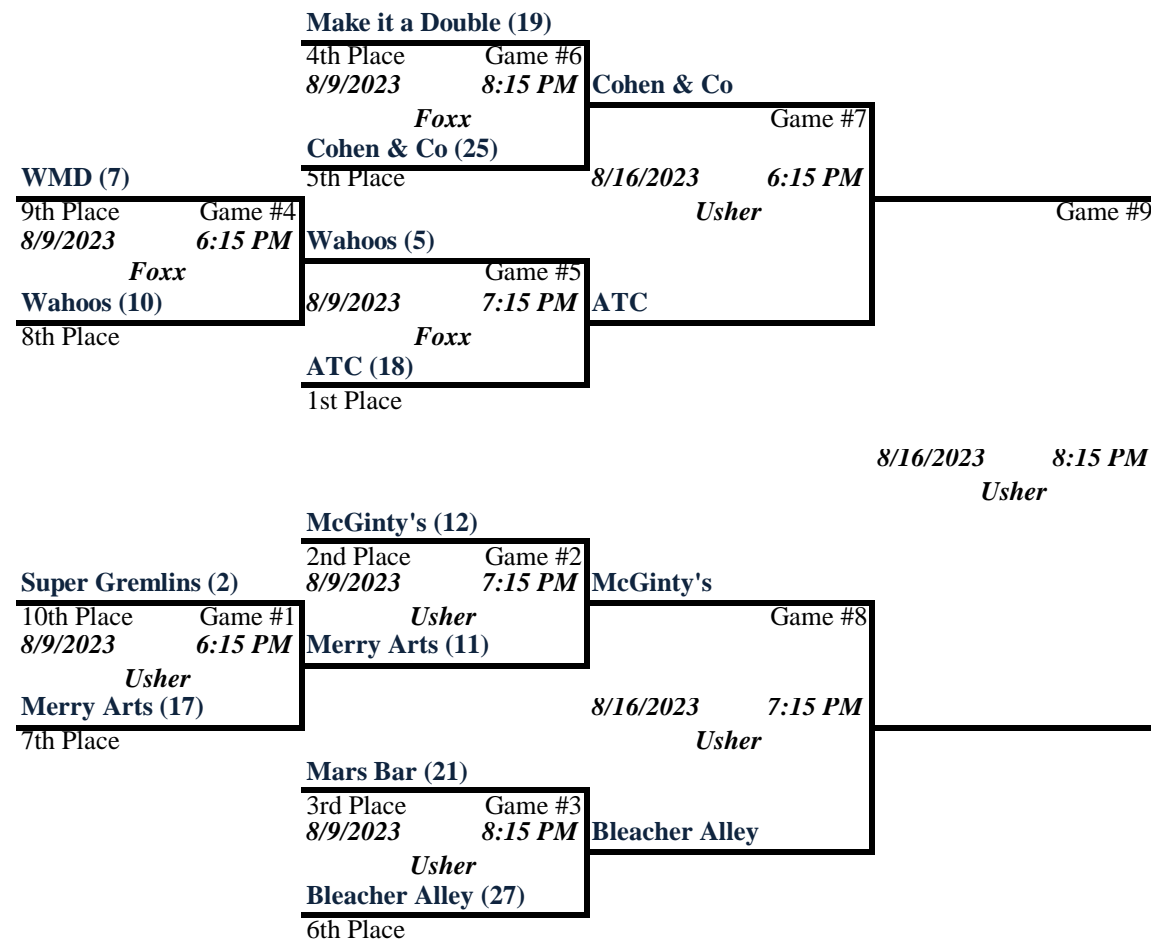 Make it a Double (19)
4th Place Game #6
8/9/2023 8:15 PM Cohen & Co
Foxx Game #7
Cohen & Co (25)
WMD (7) 5th Place 8/16/2023 6:15 PM
9th Place Game #4 Usher Game #9
8/9/2023 6:15 PM Wahoos (5)
Foxx Game #5
Wahoos (10) 8/9/2023 7:15 PM ATC
8th Place Foxx
ATC (18)
1st Place
8/16/2023 8:15 PM
Usher
McGinty's (12)
2nd Place Game #2
Super Gremlins (2) 8/9/2023 7:15 PM McGinty's
10th Place Game #1 Usher Game #8
8/9/2023 6:15 PM Merry Arts (11)
Usher
Merry Arts (17) 8/16/2023 7:15 PM
7th Place Usher
Mars Bar (21)
3rd Place Game #3
8/9/2023 8:15 PM Bleacher Alley
Usher
Bleacher Alley (27)
6th Place